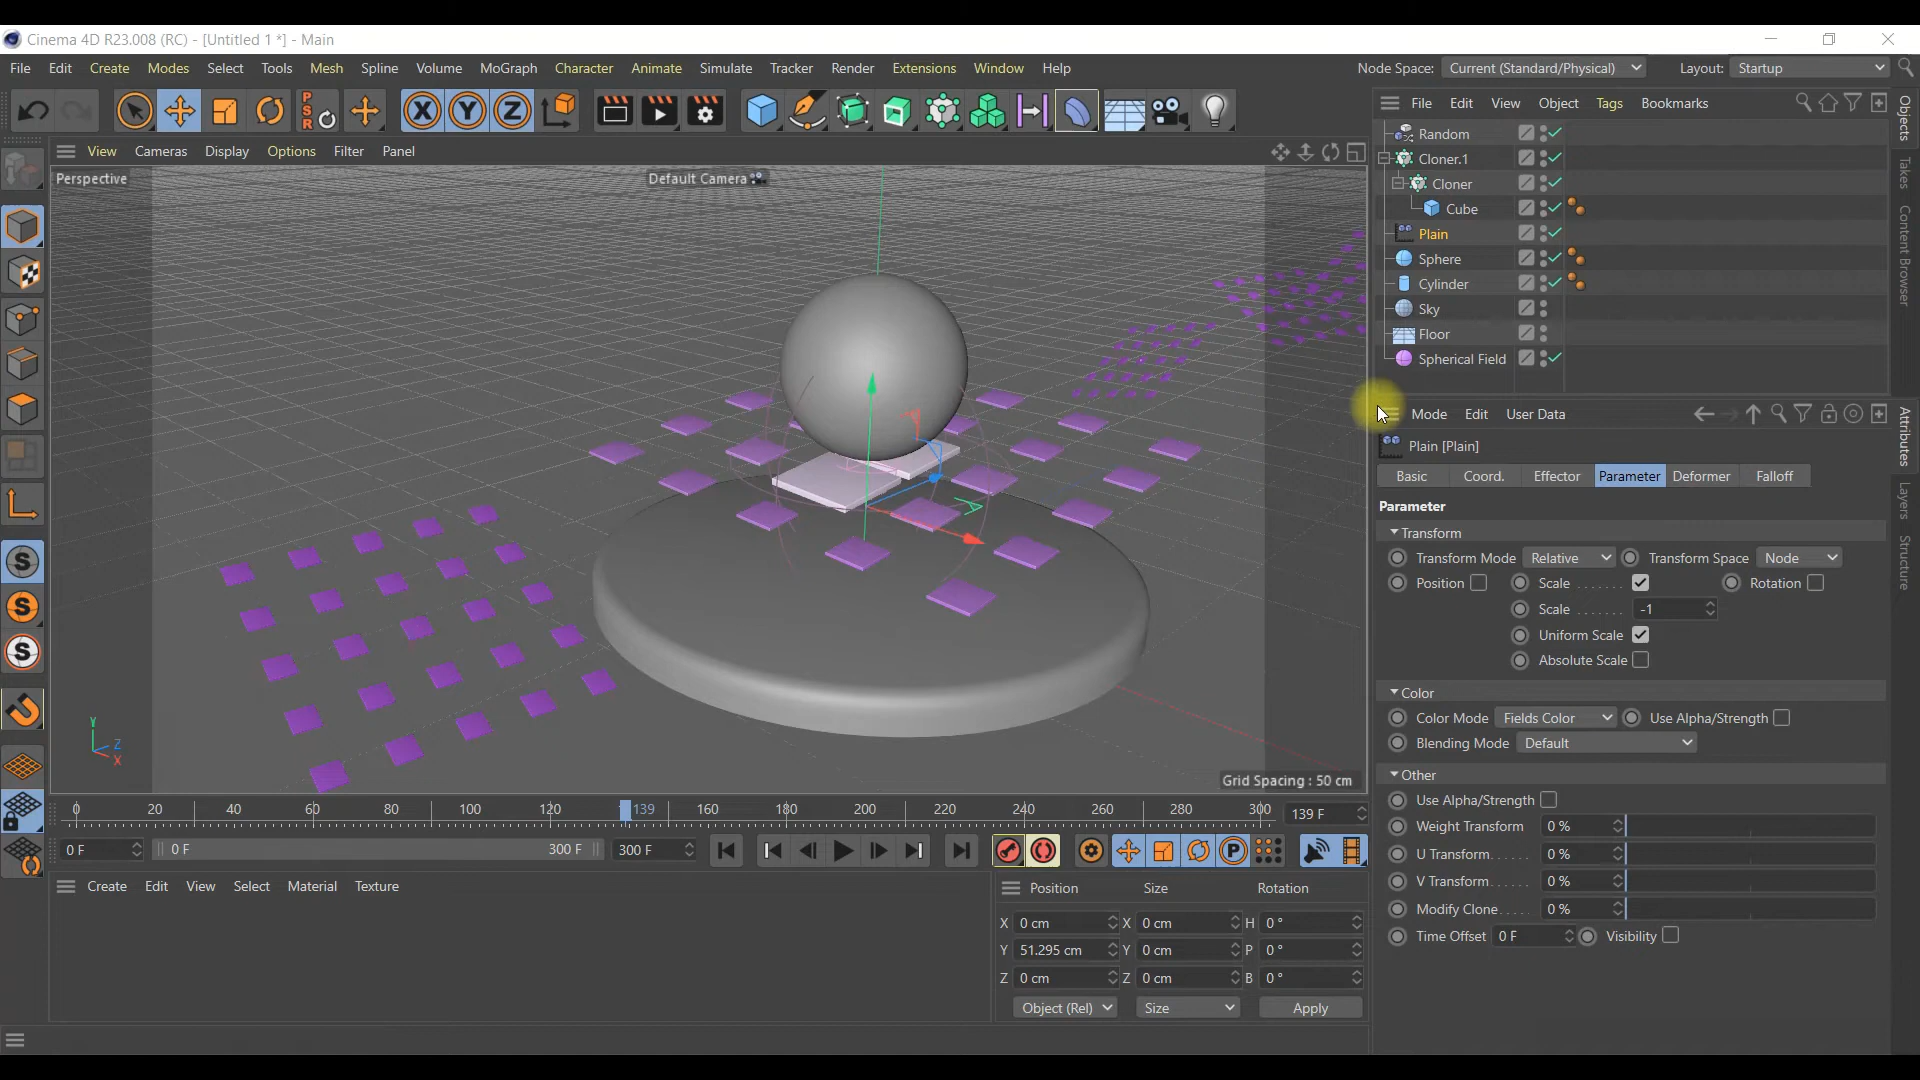 Cinema 4D R23.008 (RC) - [Untitled 1 *] - Main
File Edit Create Modes Select Tools Mesh Spline Volume MoGraph Character Animate Simulate Tracker Render Extensions Window Help Node Space: Current (Standard/Physical) Layout: Startup
P S R X Y Z File Edit View Object Tags Bookmarks
View Cameras Display Options Filter Panel
Perspective
Default Camera
Random
Cloner.1
Cloner
Cube
Plain
Sphere
Cylinder
Sky
Floor
Spherical Field
Objects
Takes
Content Browser
Mode Edit User Data
Plain [Plain]
Basic Coord. Effector Parameter Deformer Falloff
Parameter
Transform
Transform Mode Relative Transform Space Node
Position Scale . . . . . . . Rotation
Scale . . . . . . . -1
Uniform Scale
Absolute Scale
Color
Color Mode Fields Color Use Alpha/Strength
Blending Mode Default
Other
Use Alpha/Strength
Weight Transform 0 %
U Transform. . . . . 0 %
V Transform. . . . . . 0 %
Modify Clone. . . . 0 %
Time Offset 0 F Visibility
Attributes
Layers
Structure
S
S
S
Y
Z
X
Grid Spacing : 50 cm
0 20 40 60 80 100 120 139 160 180 200 220 240 260 280 300 139 F
0 F 0 F 300 F 300 F P
Create Edit View Select Material Texture
Position Size Rotation
X 0 cm X 0 cm H 0 °
Y 51.295 cm Y 0 cm P 0 °
Z 0 cm Z 0 cm B 0 °
Object (Rel) Size Apply